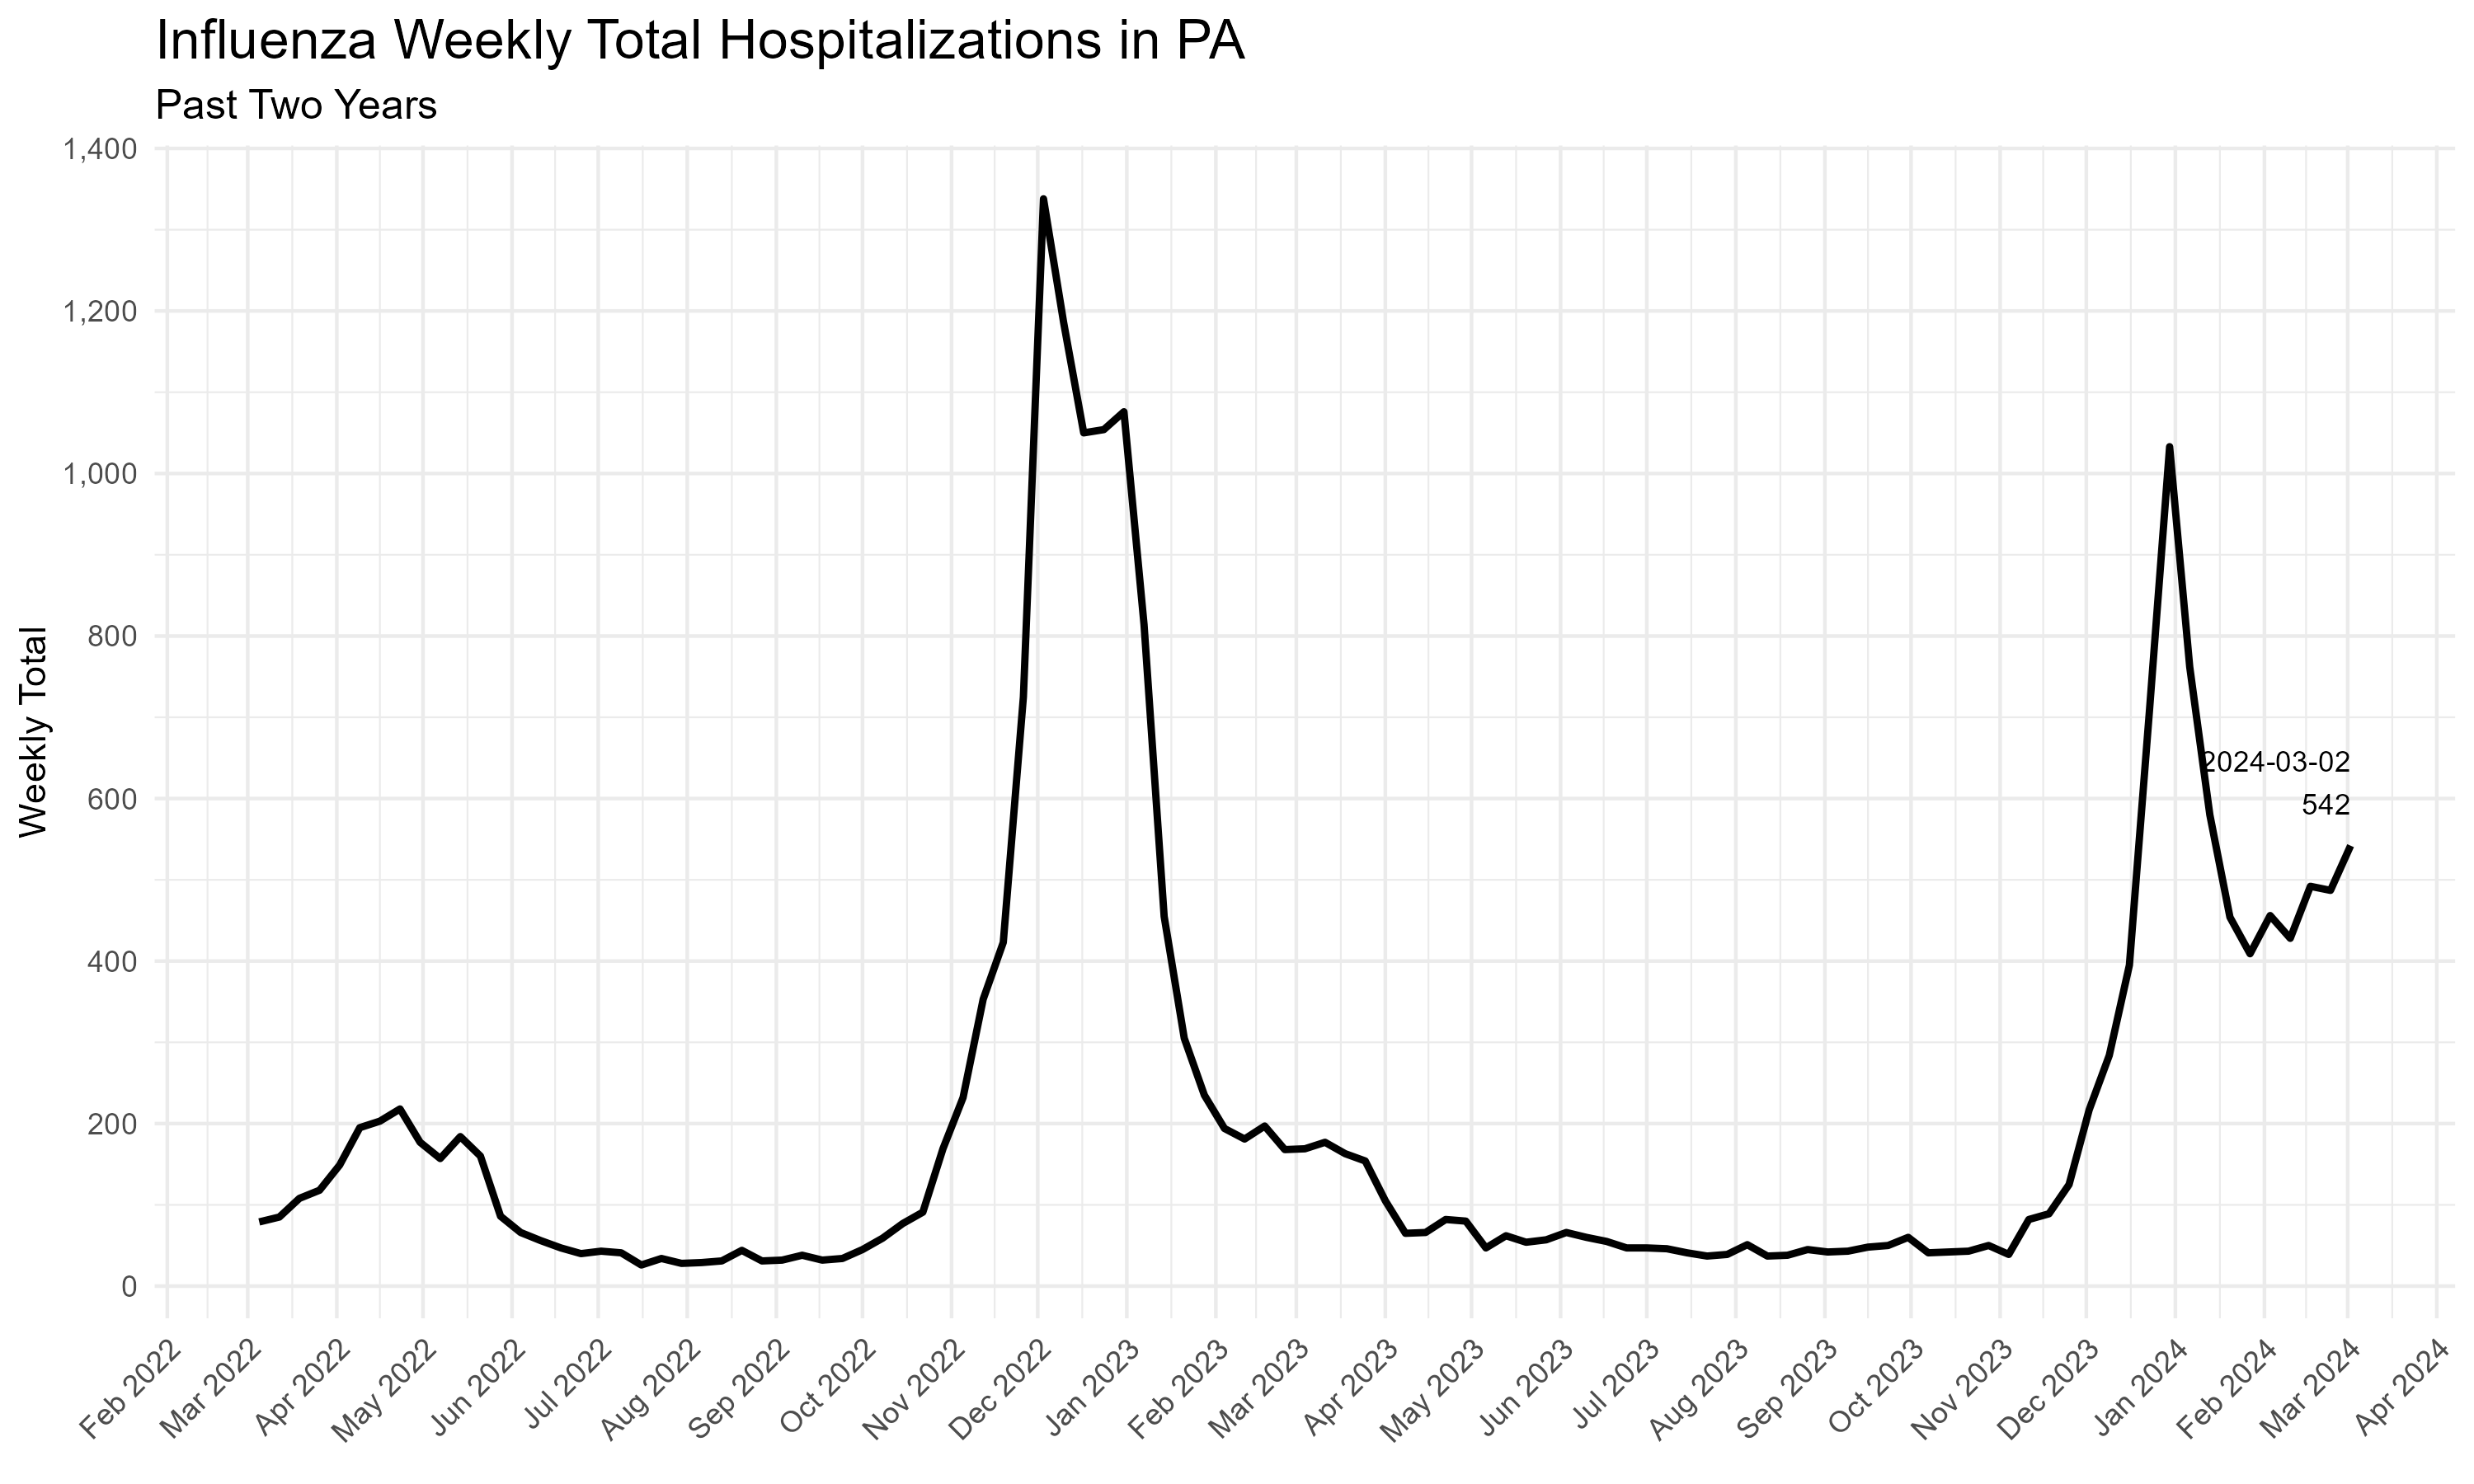 Influenza Weekly Total Hospitalizations in PA
Past Two Years
1,400
1,200
1,000
800
600
400
200
0
Weekly Total
2024-03-02
542
Feb 2022
Mar 2022
Apr 2022
May 2022
Jun 2022
Jul 2022
Aug 2022
Sep 2022
Oct 2022
Nov 2022
Dec 2022
Jan 2023
Feb 2023
Mar 2023
Apr 2023
May 2023
Jun 2023
Jul 2023
Aug 2023
Sep 2023
Oct 2023
Nov 2023
Dec 2023
Jan 2024
Feb 2024
Mar 2024
Apr 2024